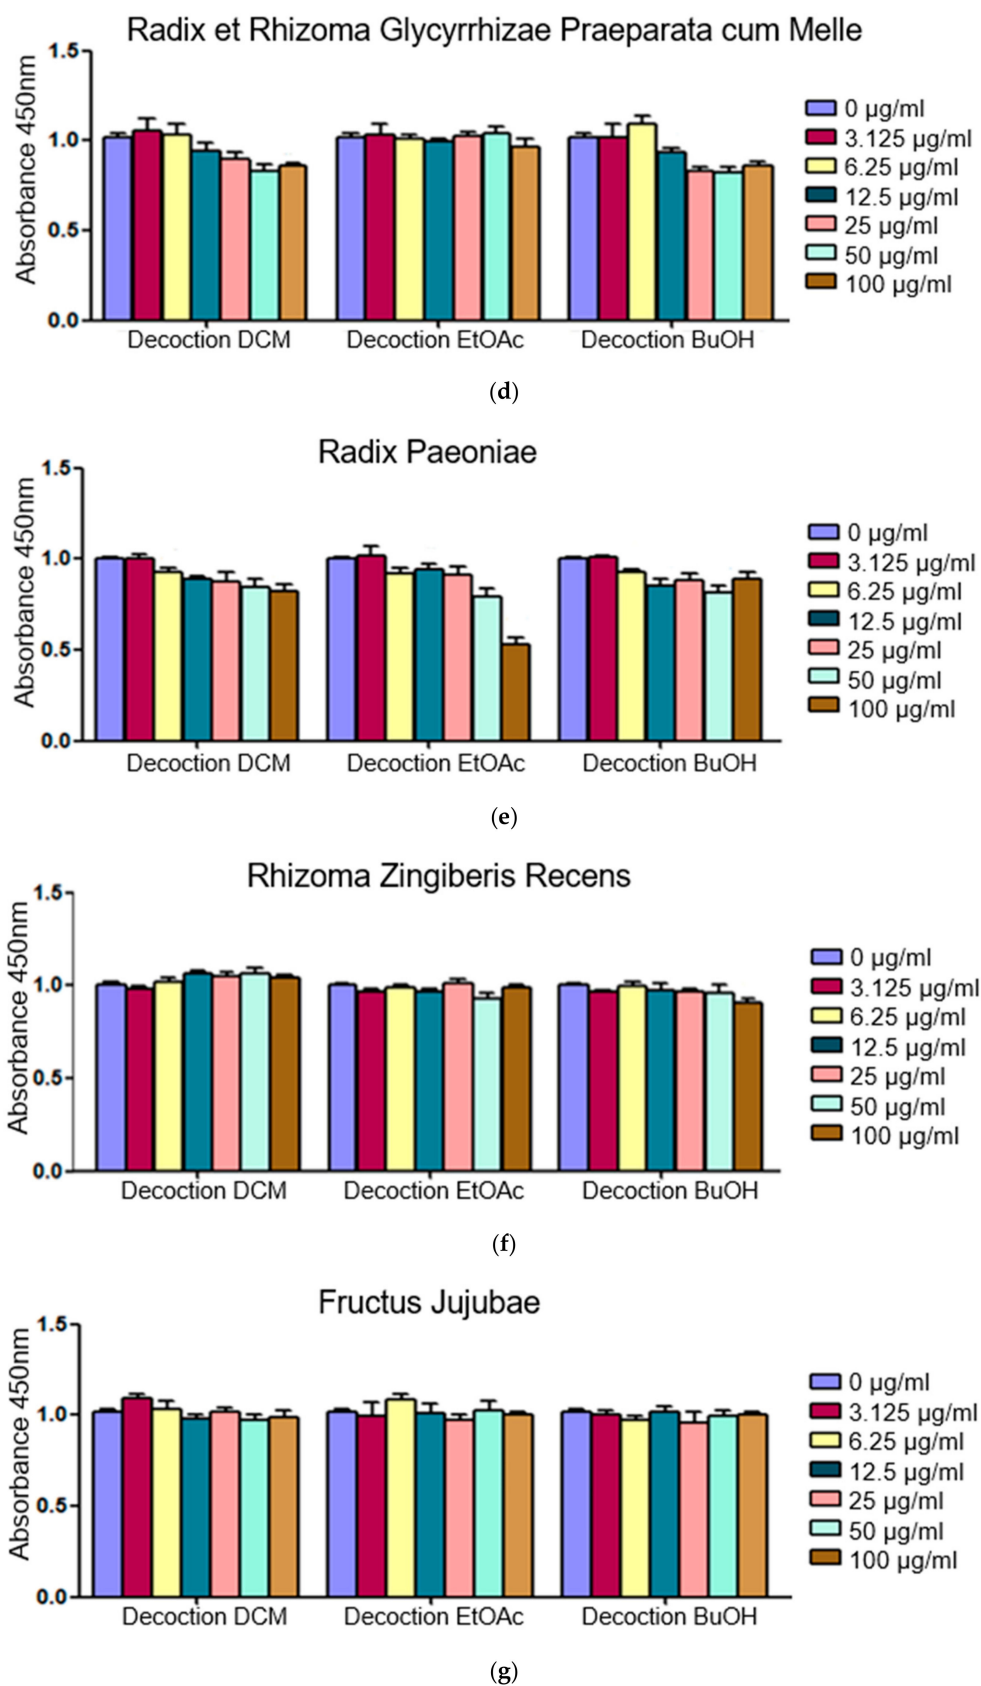 Radix et Rhizoma Glycyrrhizae Praeparata cum Melle
Absorbance 450nm
1.5
1.0
0.5
0.0
Decoction DCM
Decoction EtOAc
Decoction BuOH
0 µg/ml
3.125 µg/ml
6.25 µg/ml
12.5 µg/ml
25 µg/ml
50 µg/ml
100 µg/ml
(d)
Radix Paeoniae
Absorbance 450nm
1.5
1.0
0.5
0.0
Decoction DCM
Decoction EtOAc
Decoction BuOH
0 µg/ml
3.125 µg/ml
6.25 µg/ml
12.5 µg/ml
25 µg/ml
50 µg/ml
100 µg/ml
(e)
Rhizoma Zingiberis Recens
Absorbance 450nm
1.5
1.0
0.5
0.0
Decoction DCM
Decoction EtOAc
Decoction BuOH
0 µg/ml
3.125 µg/ml
6.25 µg/ml
12.5 µg/ml
25 µg/ml
50 µg/ml
100 µg/ml
(f)
Fructus Jujubae
Absorbance 450nm
1.5
1.0
0.5
0.0
Decoction DCM
Decoction EtOAc
Decoction BuOH
0 µg/ml
3.125 µg/ml
6.25 µg/ml
12.5 µg/ml
25 µg/ml
50 µg/ml
100 µg/ml
(g)